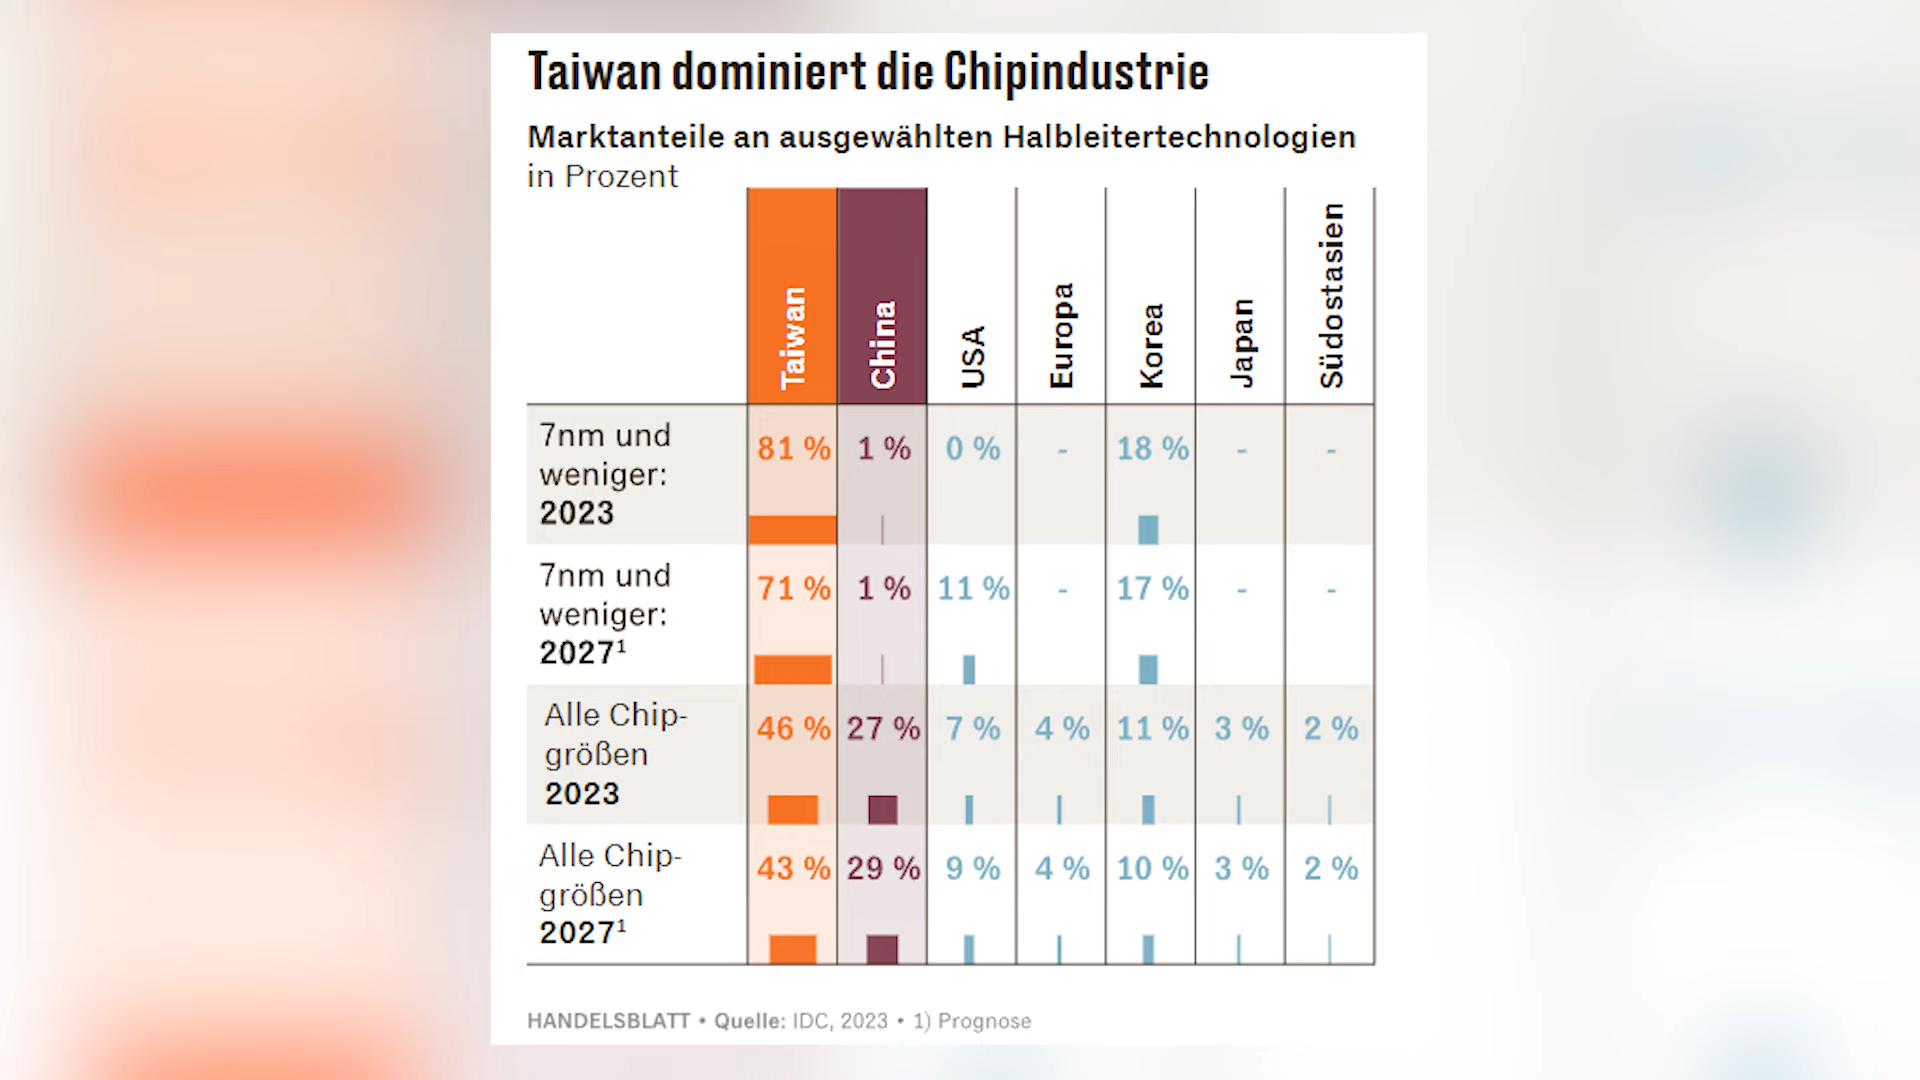 Taiwan dominiert die Chipindustrie
Marktanteile an ausgewählten Halbleitertechnologien
in Prozent
Taiwan
China
USA
Europa
Korea
Japan
Südostasien
7nm und
weniger:
2023
81 % 1 % 0 % - 18 % - -
7nm und
weniger:
2027¹
71 % 1 % 11 % - 17 % - -
Alle Chip-
größen
2023
46 % 27 % 7 % 4 % 11 % 3 % 2 %
Alle Chip-
größen
2027¹
43 % 29 % 9 % 4 % 10 % 3 % 2 %
HANDELSBLATT • Quelle: IDC, 2023 • 1) Prognose